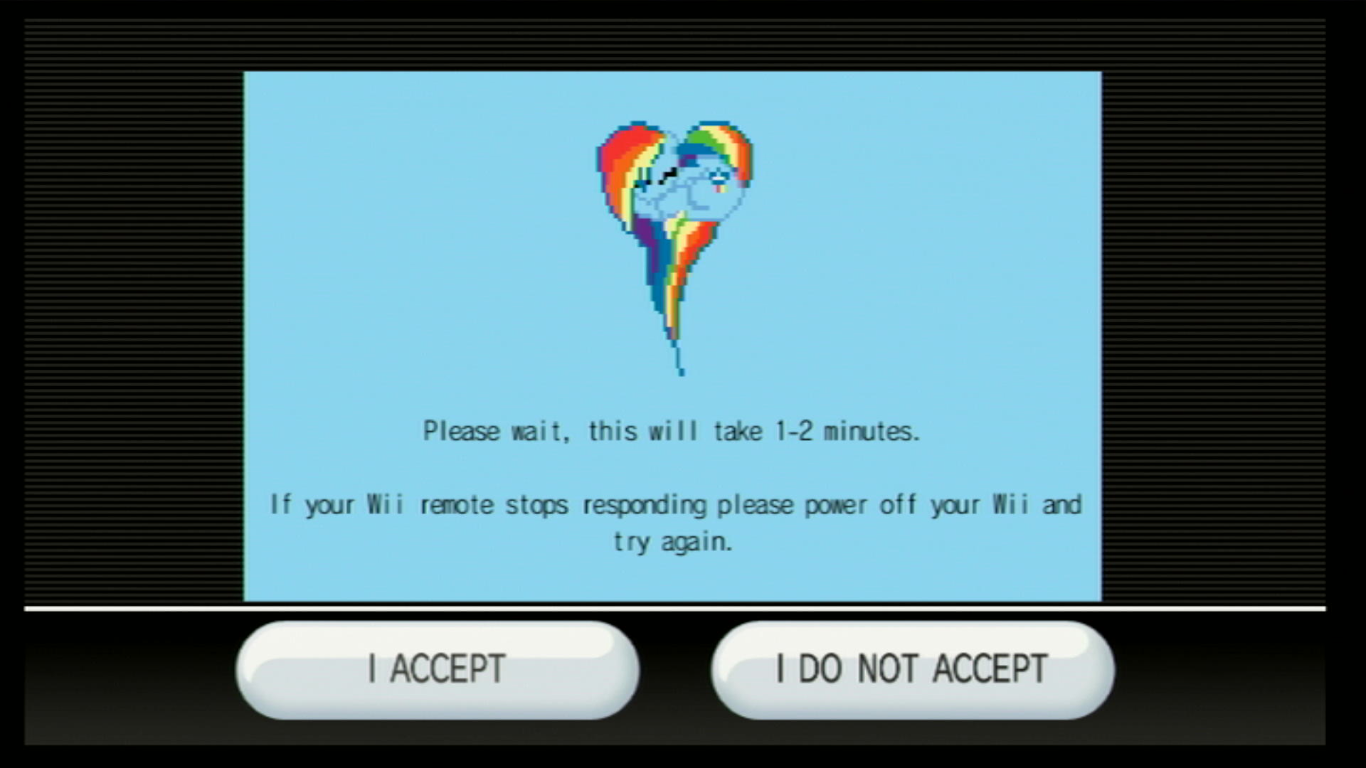 Please wait, this will take 1-2 minutes.
If your Wii remote stops responding please power off your Wii and
try again.
I ACCEPT
I DO NOT ACCEPT